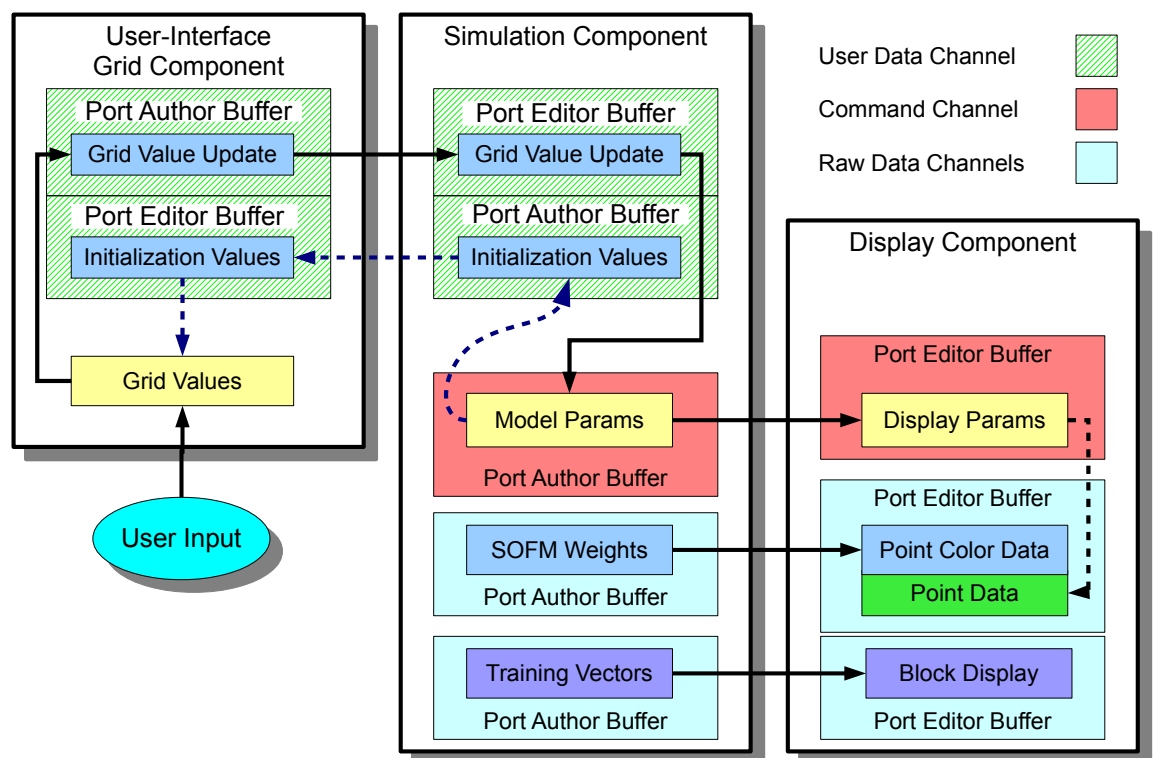 User-Interface
Grid Component
Port Author Buffer
Grid Value Update
Port Editor Buffer
Initialization Values
Grid Values
User Input
Simulation Component
Port Editor Buffer
Grid Value Update
Port Author Buffer
Initialization Values
Model Params
Port Author Buffer
SOFM Weights
Port Author Buffer
Training Vectors
Port Author Buffer
User Data Channel
Command Channel
Raw Data Channels
Display Component
Port Editor Buffer
Display Params
Port Editor Buffer
Point Color Data
Point Data
Block Display
Port Editor Buffer